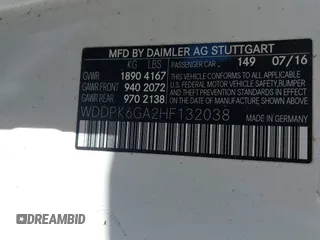 MFD BY DAIMLER AG STUTTGART
KG LBS PASSENGER CAR 149 07/16
GVWR 1890 4167
GAWR FRONT 940 2072
GAWR REAR 970 2138
THIS VEHICLE CONFORMS TO ALL APPLICABLE
U.S. FEDERAL MOTOR VEHICLE SAFETY, BUMPER
AND THEFT PREVENTION STANDARDS IN EFFECT ON THE
DATE OF MANUFACTURE SHOWN ABOVE.
WDDPK6GA2HF132038
MADE IN GERMANY
DREAMBID